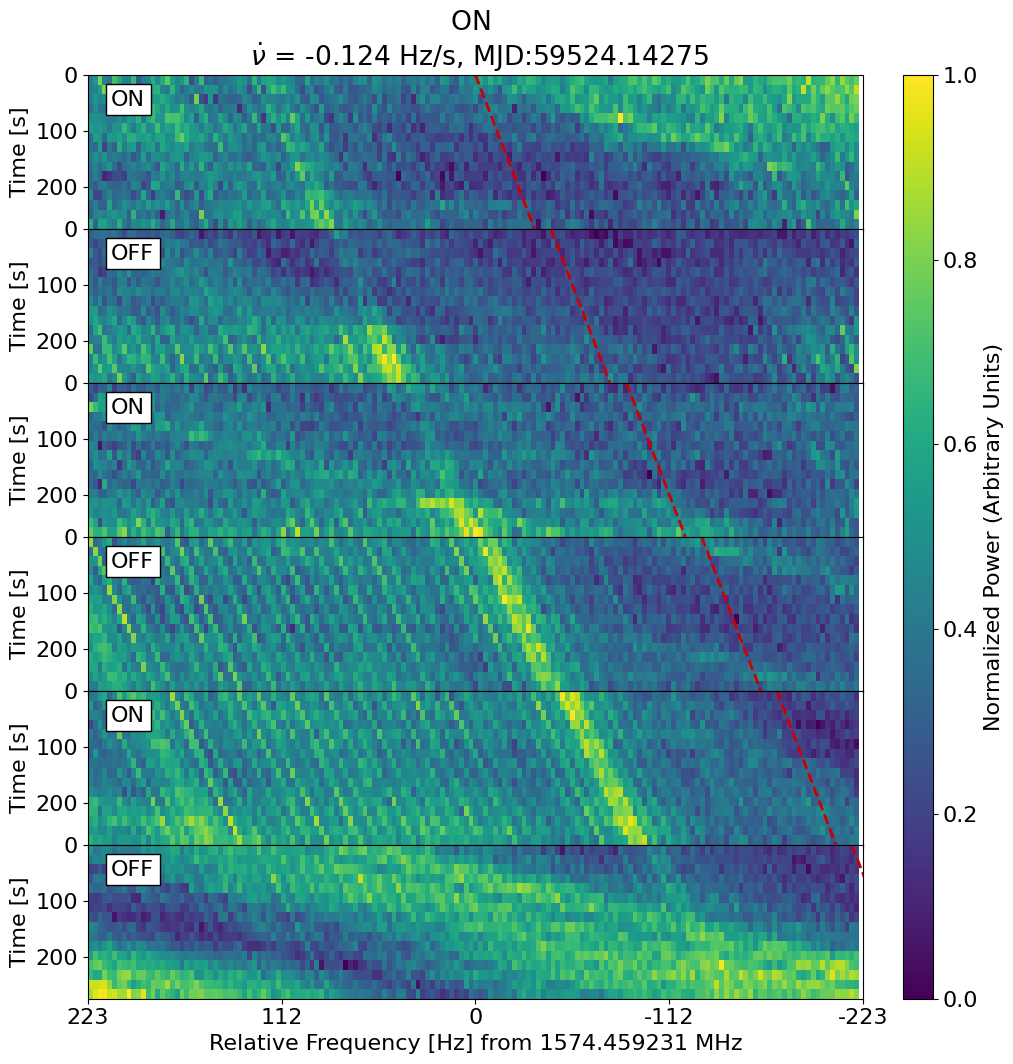 ON
ν̇ = -0.124 Hz/s, MJD:59524.14275
0
100
200
Time [s]
ON
0
100
200
Time [s]
OFF
0
100
200
Time [s]
ON
0
100
200
Time [s]
OFF
0
100
200
Time [s]
ON
0
100
200
Time [s]
OFF
223 112 0 -112 -223
Relative Frequency [Hz] from 1574.459231 MHz
1.0
0.8
0.6
0.4
0.2
0.0
Normalized Power (Arbitrary Units)